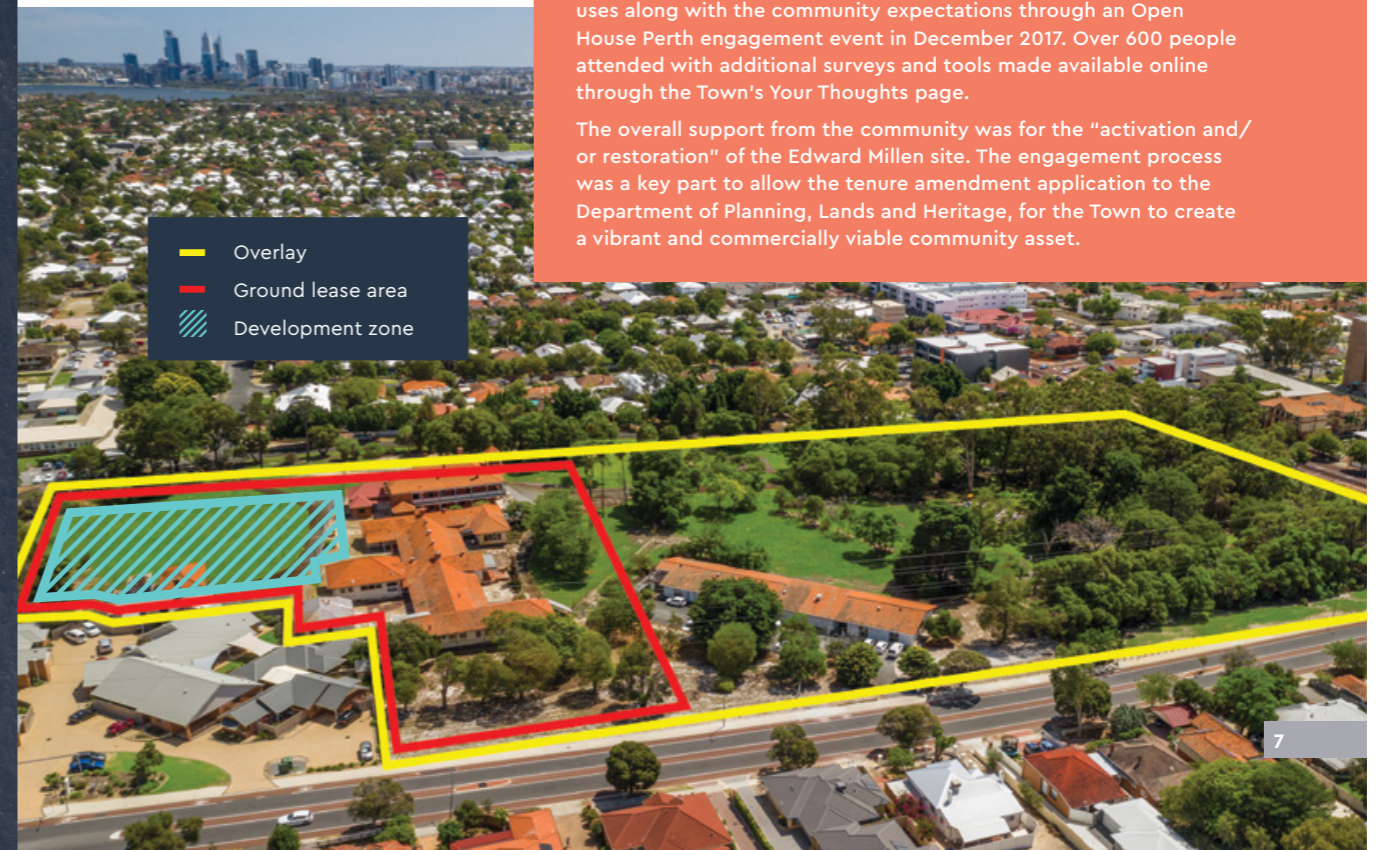 uses along with the community expectations through an Open
House Perth engagement event in December 2017. Over 600 people
attended with additional surveys and tools made available online
through the Town's Your Thoughts page.
The overall support from the community was for the “activation and/
or restoration” of the Edward Millen site. The engagement process
was a key part to allow the tenure amendment application to the
Department of Planning, Lands and Heritage, for the Town to create
a vibrant and commercially viable community asset.
Overlay
Ground lease area
Development zone
7